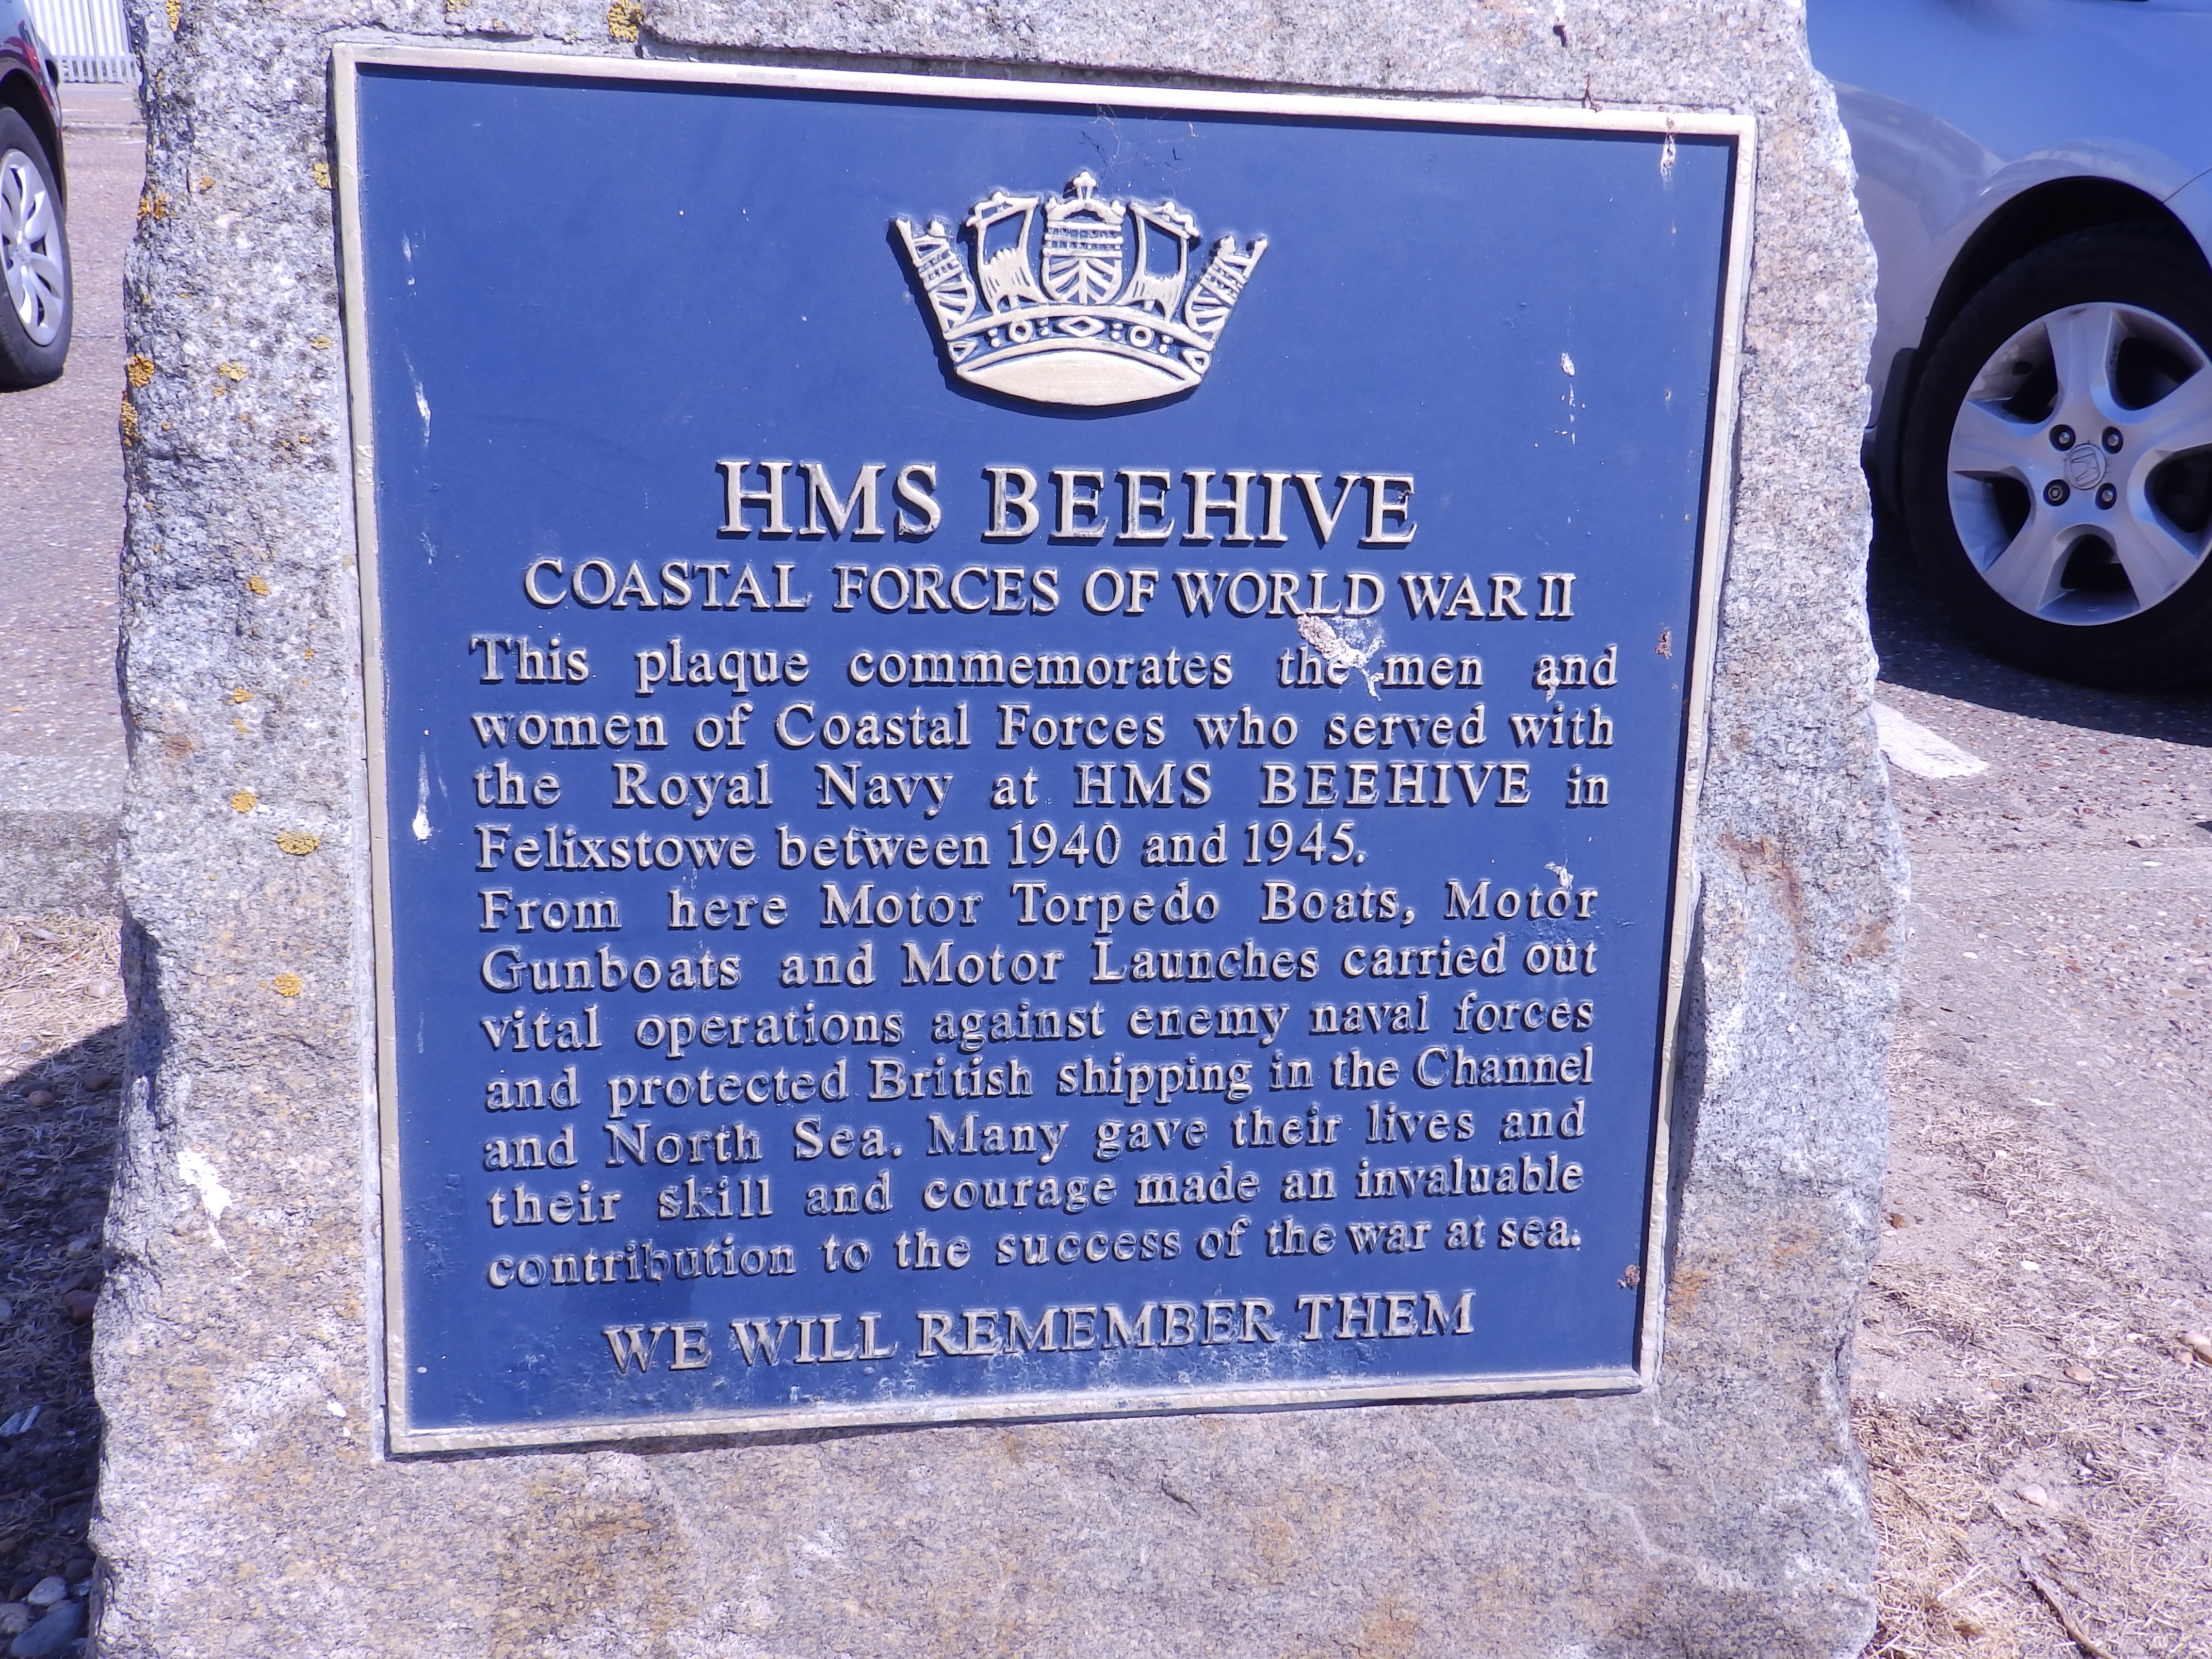 HMS BEEHIVE
COASTAL FORCES OF WORLD WAR II
This plaque commemorates the men and
women of Coastal Forces who served with
the Royal Navy at HMS BEEHIVE in
Felixstowe between 1940 and 1945.
From here Motor Torpedo Boats, Motor
Gunboats and Motor Launches carried out
vital operations against enemy naval forces
and protected British shipping in the Channel
and North Sea. Many gave their lives and
their skill and courage made an invaluable
contribution to the success of the war at sea.
WE WILL REMEMBER THEM